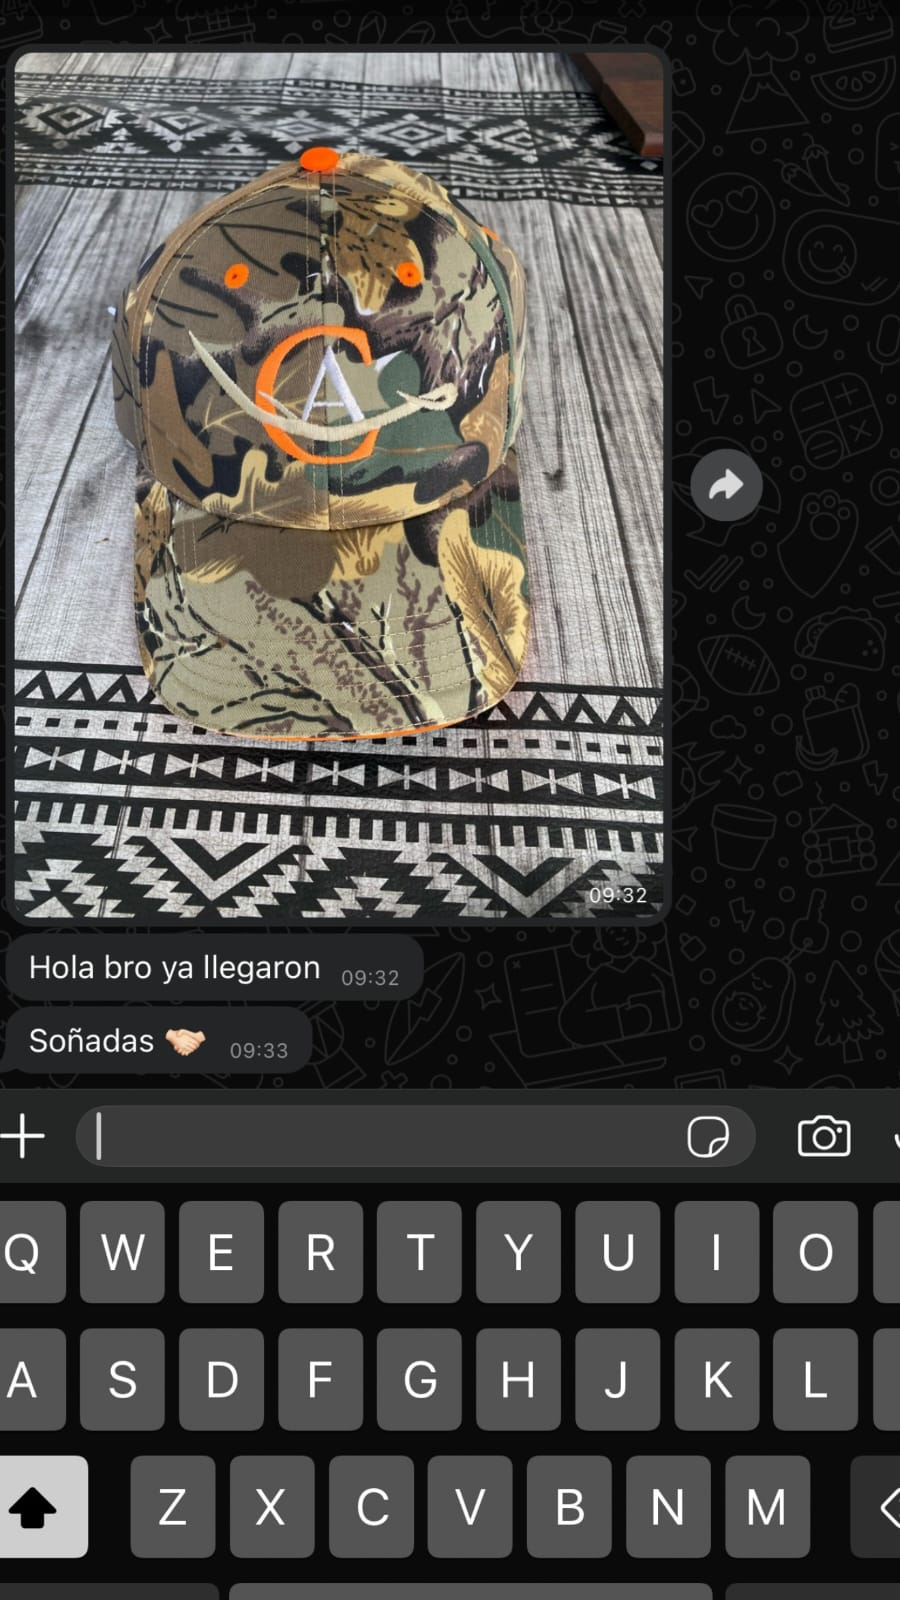 CA
09:32
Hola bro ya llegaron 09:32
Soñadas 🤝🏻 09:33
Q W E R T Y U I O
A S D F G H J K L
Z X C V B N M